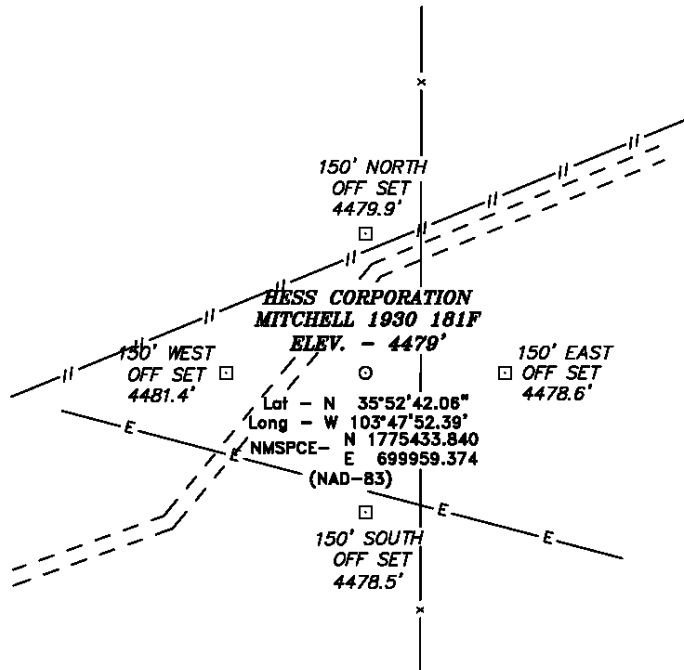 150' NORTH
OFF SET
4479.9'
HESS CORPORATION
MITCHELL 1930 181F
ELEV. - 4479'
150' WEST
OFF SET
4481.4'
150' EAST
OFF SET
4478.6'
Lat - N 35°52'42.06"
Long - W 103°47'52.39'
NMSPCE- N 1775433.840
E 699959.374
(NAD-83)
E
E
E
E
150' SOUTH
OFF SET
4478.5'